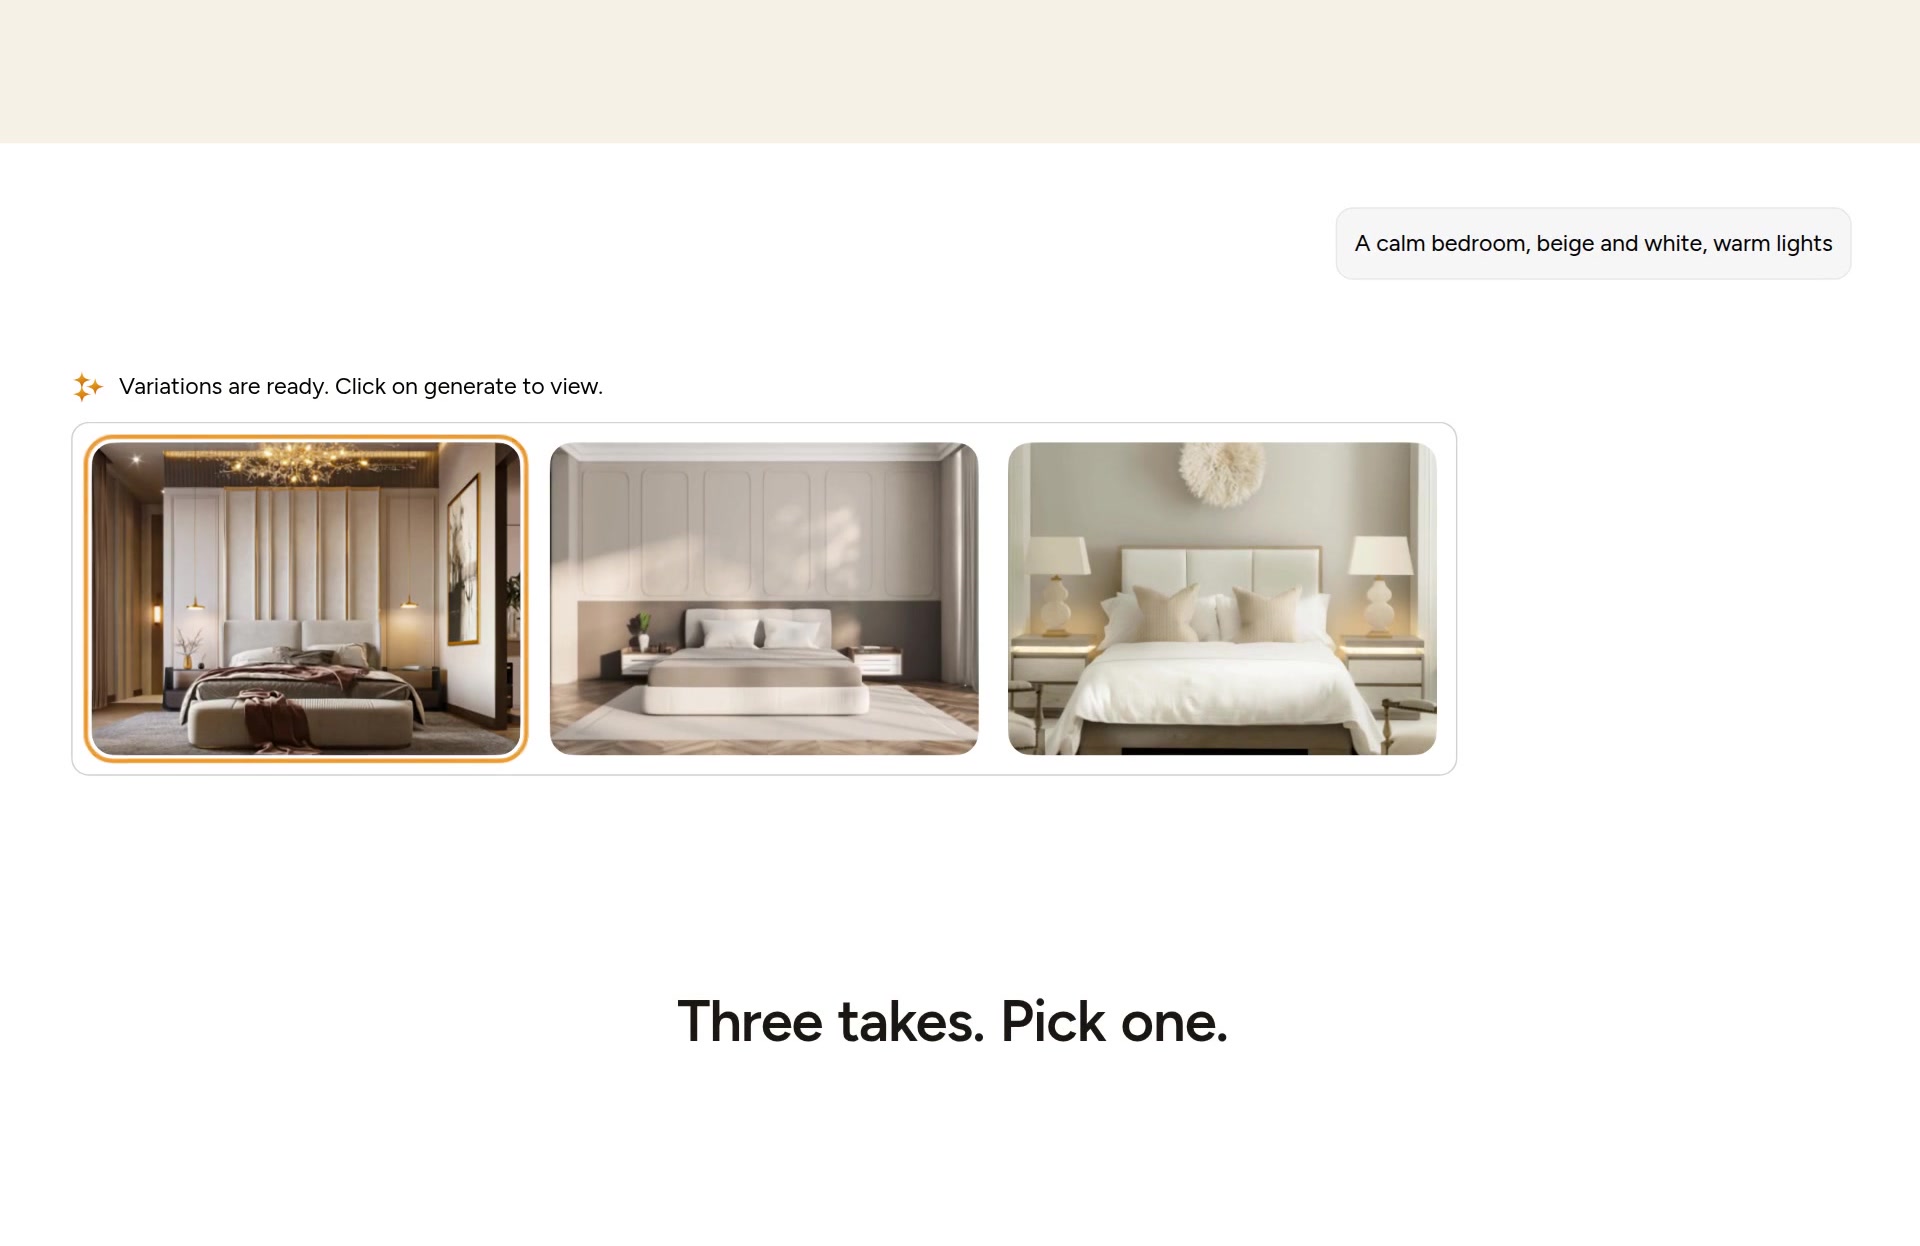 A calm bedroom, beige and white, warm lights
Variations are ready. Click on generate to view.
Three takes. Pick one.